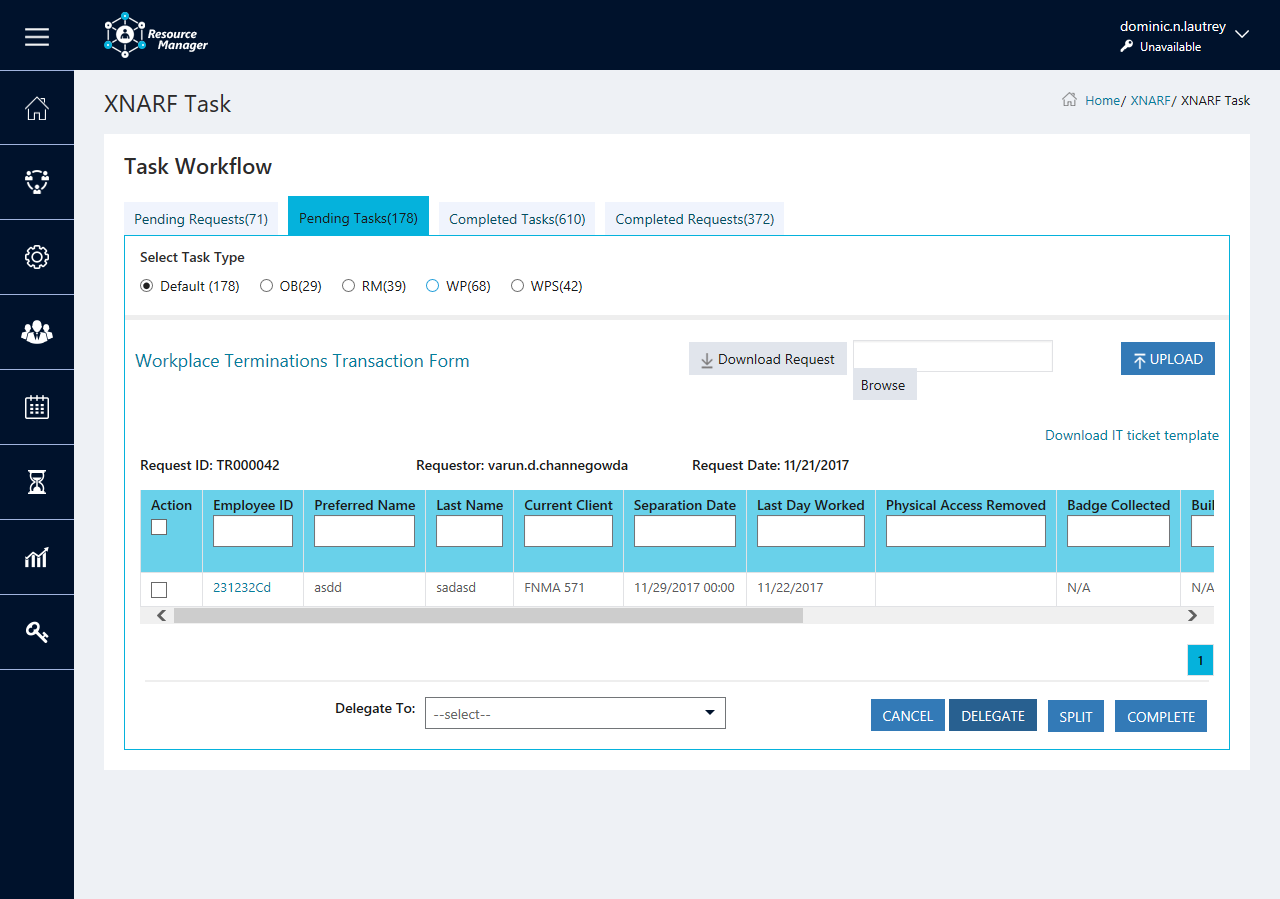 Resource Manager
dominic.n.lautrey
Unavailable
XNARF Task
Home/ XNARF/ XNARF Task
Task Workflow
Pending Requests(71) Pending Tasks(178) Completed Tasks(610) Completed Requests(372)
Select Task Type
Default (178) OB(29) RM(39) WP(68) WPS(42)
Workplace Terminations Transaction Form
Download Request
Browse
UPLOAD
Download IT ticket template
Request ID: TR000042 Requestor: varun.d.channegowda Request Date: 11/21/2017
Action Employee ID Preferred Name Last Name Current Client Separation Date Last Day Worked Physical Access Removed Badge Collected Buil
231232Cd asdd sadasd FNMA 571 11/29/2017 00:00 11/22/2017 N/A N/A
1
Delegate To: --select-- CANCEL DELEGATE SPLIT COMPLETE